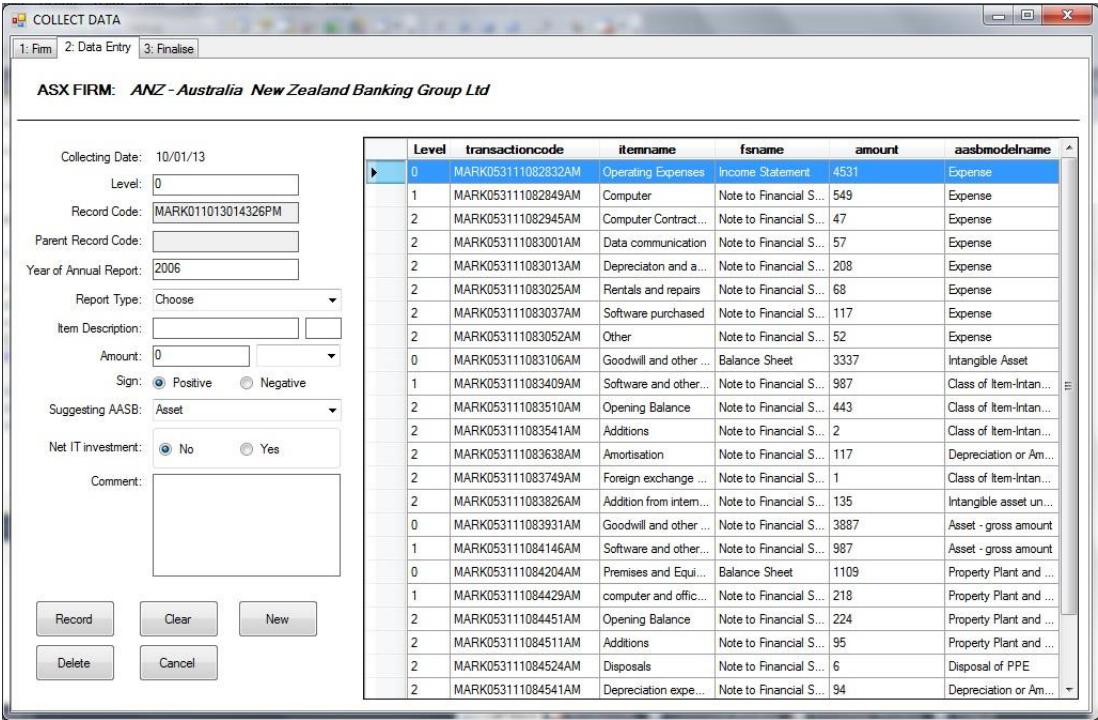 COLLECT DATA
1: Firm 2: Data Entry 3: Finalise
ASX FIRM: ANZ - Australia New Zealand Banking Group Ltd
Collecting Date: 10/01/13
Level: 0
Record Code: MARK011013014326PM
Parent Record Code:
Year of Annual Report: 2006
Report Type: Choose
Item Description:
Amount: 0
Sign: Positive Negative
Suggesting AASB: Asset
Net IT investment: No Yes
Comment:
Record Clear New
Delete Cancel
Level transactioncode itemname fsname amount aasbmodelname
0 MARK053111082832AM Operating Expenses Income Statement 4531 Expense
1 MARK053111082849AM Computer Note to Financial S... 549 Expense
2 MARK053111082945AM Computer Contract... Note to Financial S... 47 Expense
2 MARK053111083001AM Data communication Note to Financial S... 57 Expense
2 MARK053111083013AM Depreciaton and a... Note to Financial S... 208 Expense
2 MARK053111083025AM Rentals and repairs Note to Financial S... 68 Expense
2 MARK053111083037AM Software purchased Note to Financial S... 117 Expense
2 MARK053111083052AM Other Note to Financial S... 52 Expense
0 MARK053111083106AM Goodwill and other ... Balance Sheet 3337 Intangible Asset
1 MARK053111083409AM Software and other... Note to Financial S... 987 Class of Item-Intan...
2 MARK053111083510AM Opening Balance Note to Financial S... 443 Class of Item-Intan...
2 MARK053111083541AM Additions Note to Financial S... 2 Class of Item-Intan...
2 MARK053111083638AM Amortisation Note to Financial S... 117 Depreciation or Am...
2 MARK053111083749AM Foreign exchange ... Note to Financial S... 1 Class of Item-Intan...
2 MARK053111083826AM Addition from intern... Note to Financial S... 135 Intangible asset un...
0 MARK053111083931AM Goodwill and other ... Note to Financial S... 3887 Asset - gross amount
1 MARK053111084146AM Software and other... Note to Financial S... 987 Asset - gross amount
0 MARK053111084204AM Premises and Equi... Balance Sheet 1109 Property Plant and ...
1 MARK053111084429AM computer and offic... Note to Financial S... 218 Property Plant and ...
2 MARK053111084451AM Opening Balance Note to Financial S... 224 Property Plant and ...
2 MARK053111084511AM Additions Note to Financial S... 95 Property Plant and ...
2 MARK053111084524AM Disposals Note to Financial S... 6 Disposal of PPE
2 MARK053111084541AM Depreciation expe... Note to Financial S... 94 Depreciation or Am...